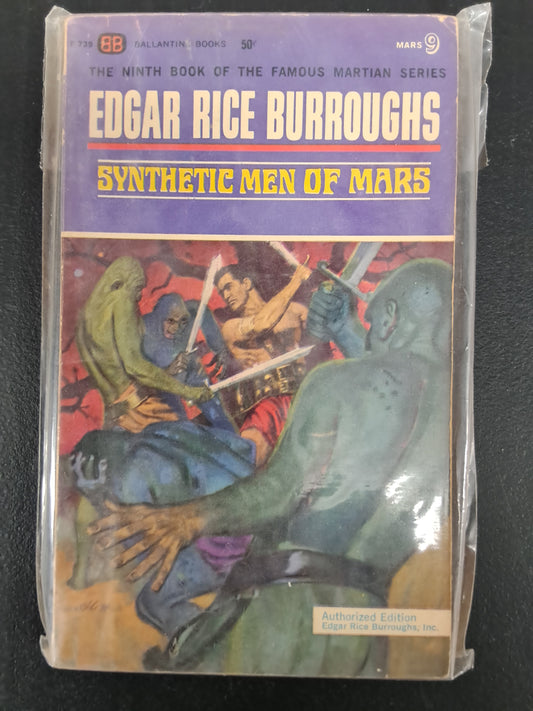 F 739 BB BALLANTINE BOOKS 50¢ MARS 9
THE NINTH BOOK OF THE FAMOUS MARTIAN SERIES
EDGAR RICE BURROUGHS
SYNTHETIC MEN OF MARS
Authorized Edition
Edgar Rice Burroughs, Inc.